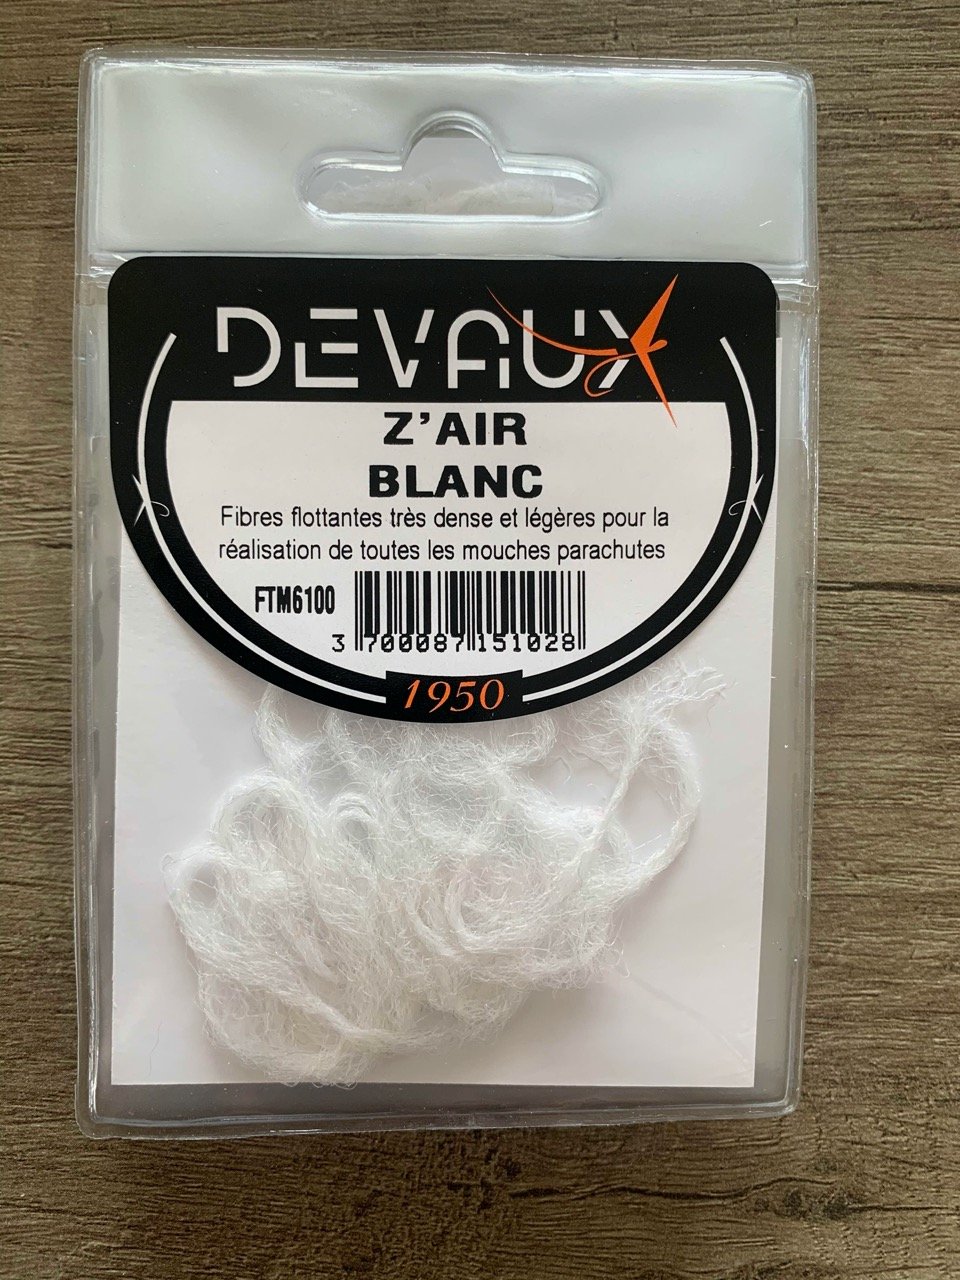 DEVAUX
Z'AIR
BLANC
Fibres flottantes très dense et légères pour la
réalisation de toutes les mouches parachutes
FTM6100
3 700087 151028
1950